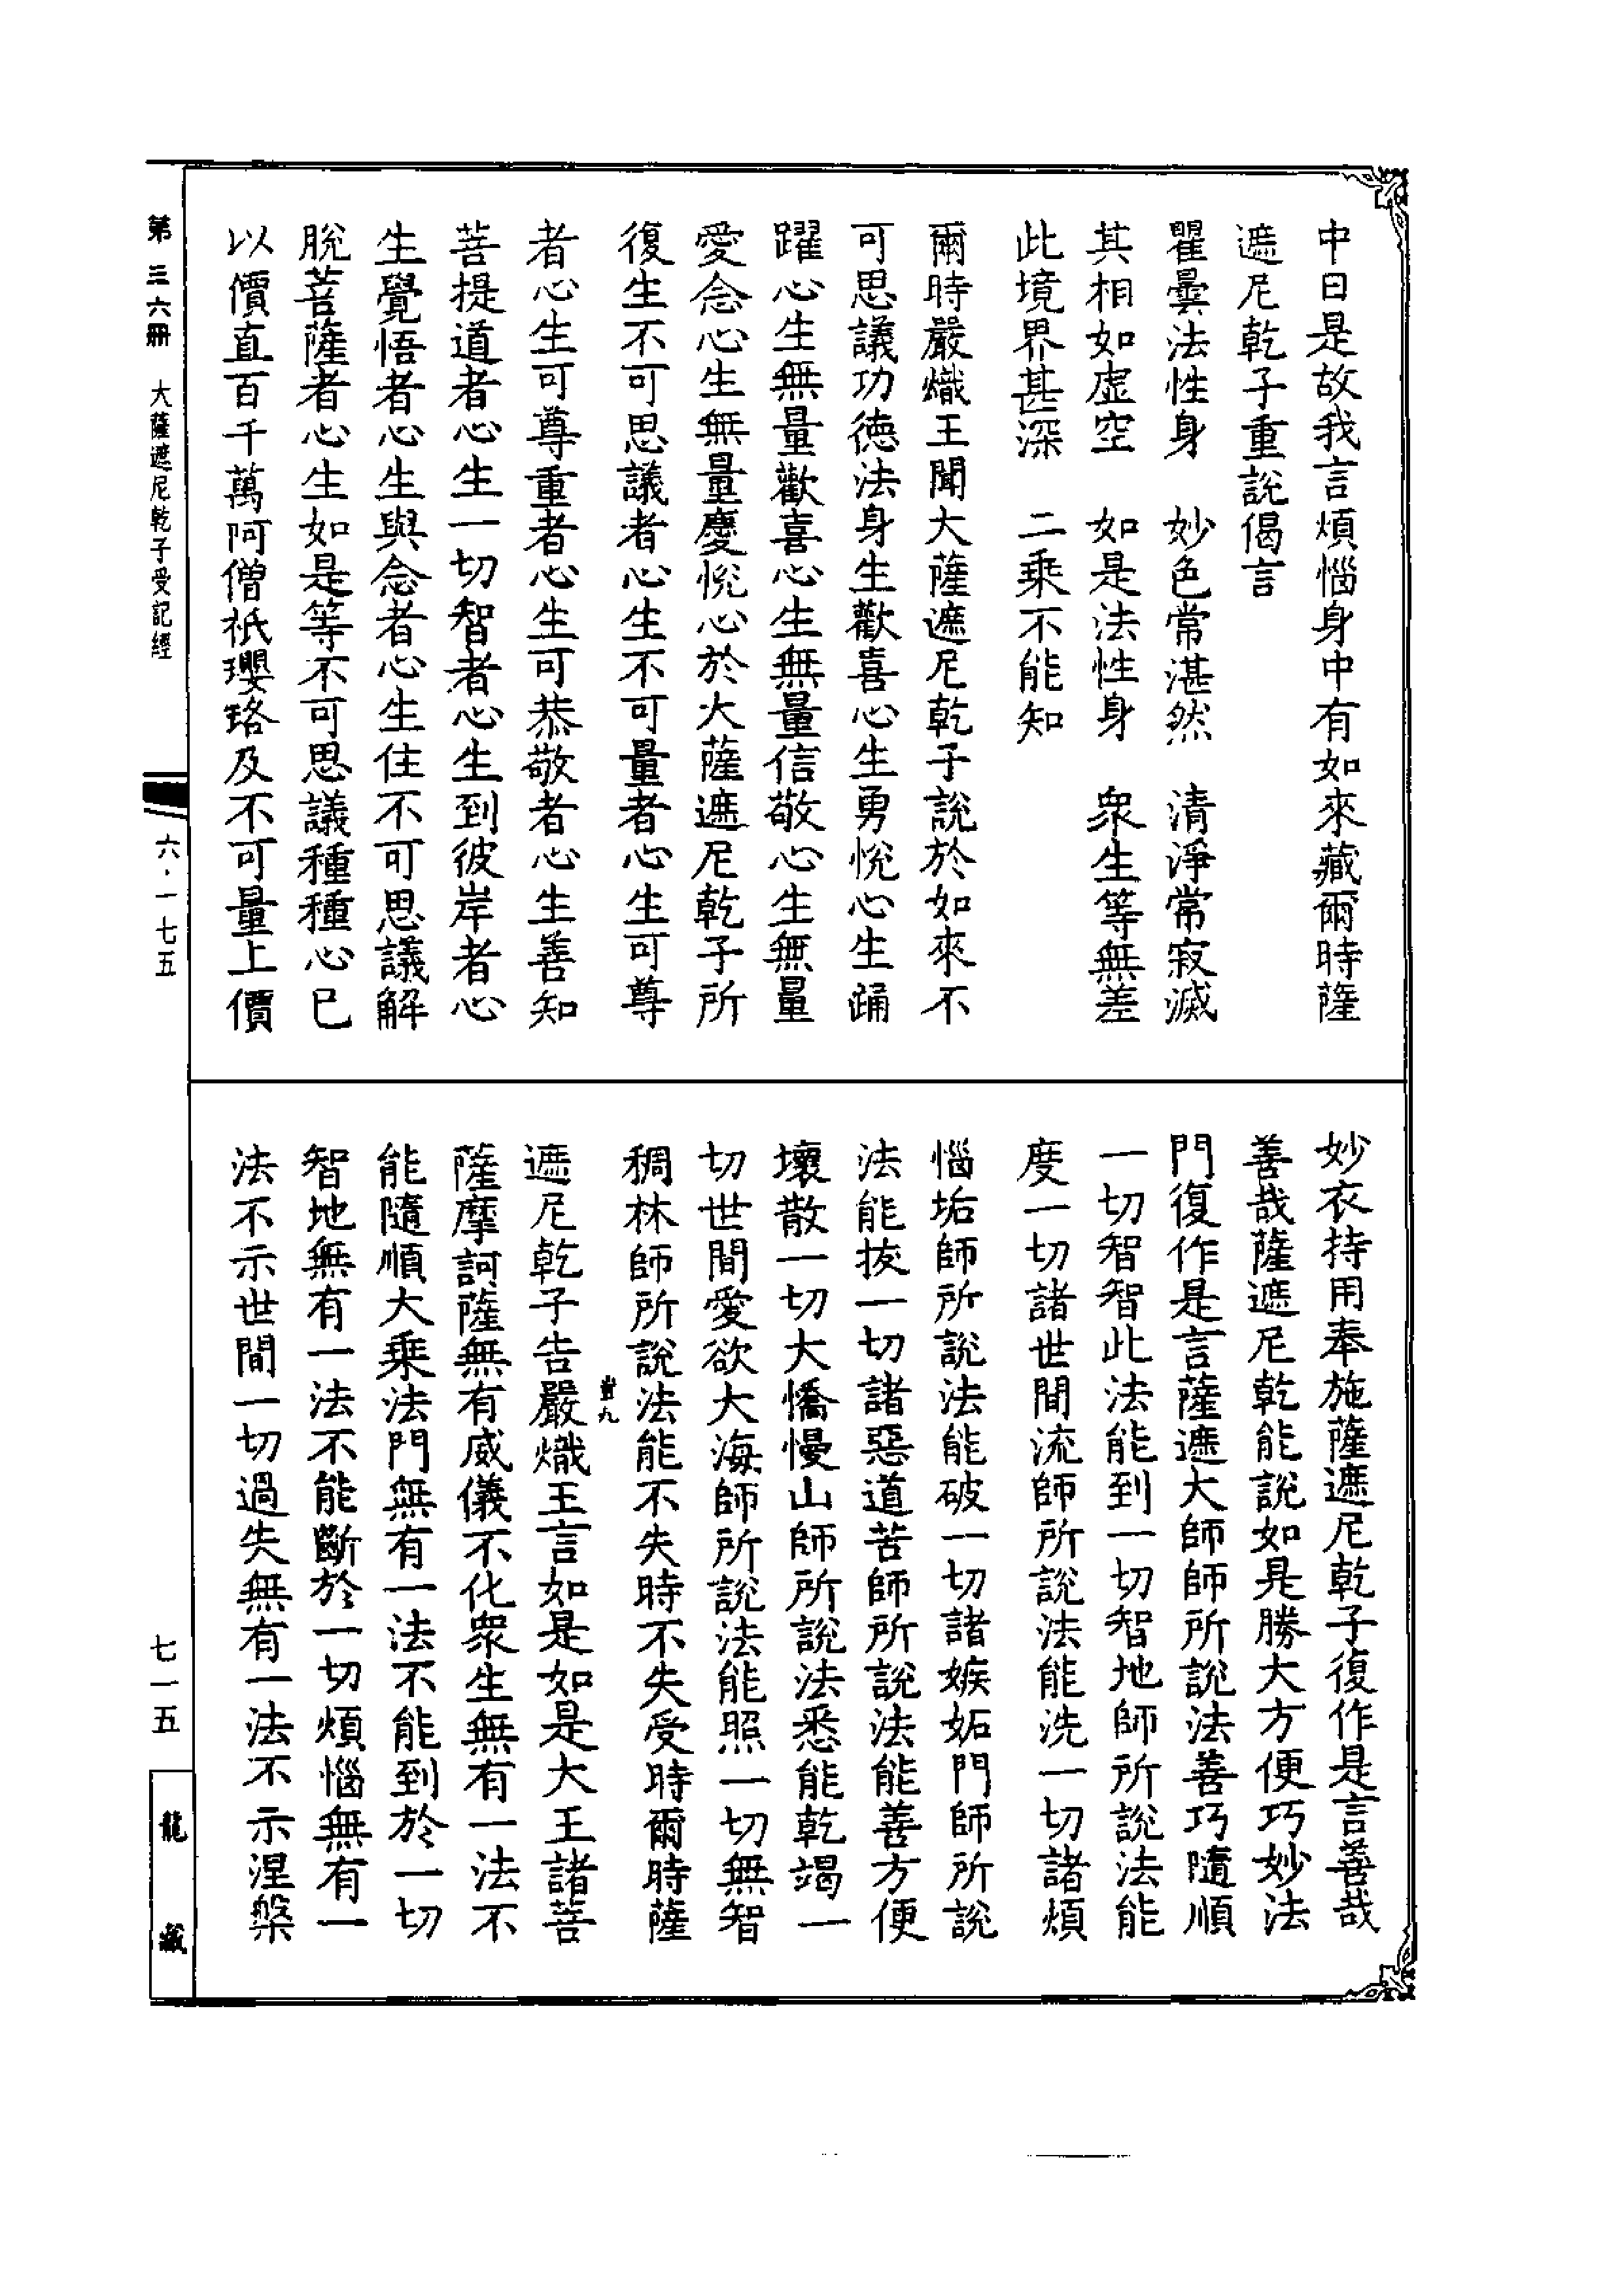 中日是故我言煩惱身中有如來藏爾時薩
遮尼乾子重說偈言
瞿曇法性身　妙色常湛然　清淨常寂滅
其相如虛空　如是法性身　衆生等無差
此境界甚深　二乘不能知
爾時嚴熾王聞大薩遮尼乾子說於如來不
可思議功德法身生歡喜心生勇悅心生踊
躍心生無量歡喜心生無量信敬心生無量
愛念心生無量慶悅心於大薩遮尼乾子所
復生不可思議者心生不可量者心生可尊
者心生可尊重者心生可恭敬者心生善知
菩提道者心生一切智者心生到彼岸者心
生覺悟者心生與念者心生住不可思議解
脫菩薩者心生如是等不可思議種種心已
以價直百千萬阿僧祇瓔珞及不可量上價
妙衣持用奉施薩遮尼乾子復作是言善哉
善哉薩遮尼乾能說如是勝大方便巧妙法
門復作是言薩遮大師師所說法善巧隨順
一切智智此法能到一切智地師所說法能
度一切諸世間流師所說法能洗一切諸煩
惱垢師所說法能破一切諸嫉妬門師所說
法能拔一切諸惡道苦師所說法能善方便
壞散一切大憍慢山師所說法悉能乾竭一
切世間愛欲大海師所說法能照一切無智
稠林師所說法能不失時不失受時爾時薩
遮尼乾子告嚴熾王言如是如是大王諸菩
薩摩訶薩無有威儀不化衆生無有一法不
能隨順大乘法門無有一法不能到於一切
智地無有一法不能斷於一切煩惱無有一
法不示世間一切過失無有一法不示涅槃
第三六册　大薩遮尼乾子受記經
六·一七五
七一五
龍藏